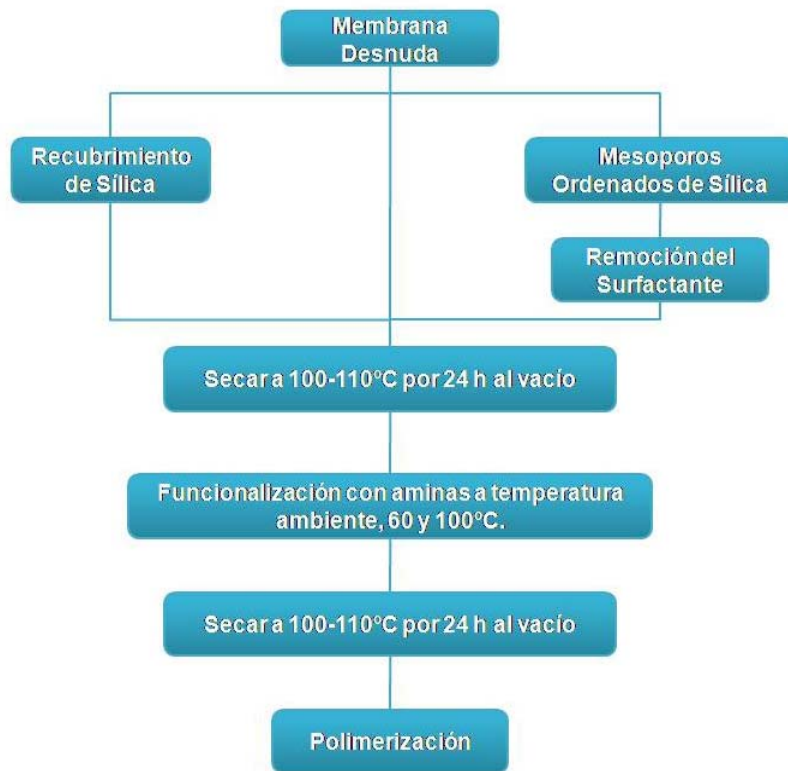 Membrana
Desnuda
Recubrimiento
de Sílica
Mesoporos
Ordenados de Sílica
Remoción del
Surfactante
Secar a 100-110ºC por 24 h al vacío
Funcionalización con aminas a temperatura
ambiente, 60 y 100ºC.
Secar a 100-110ºC por 24 h al vacío
Polimerización